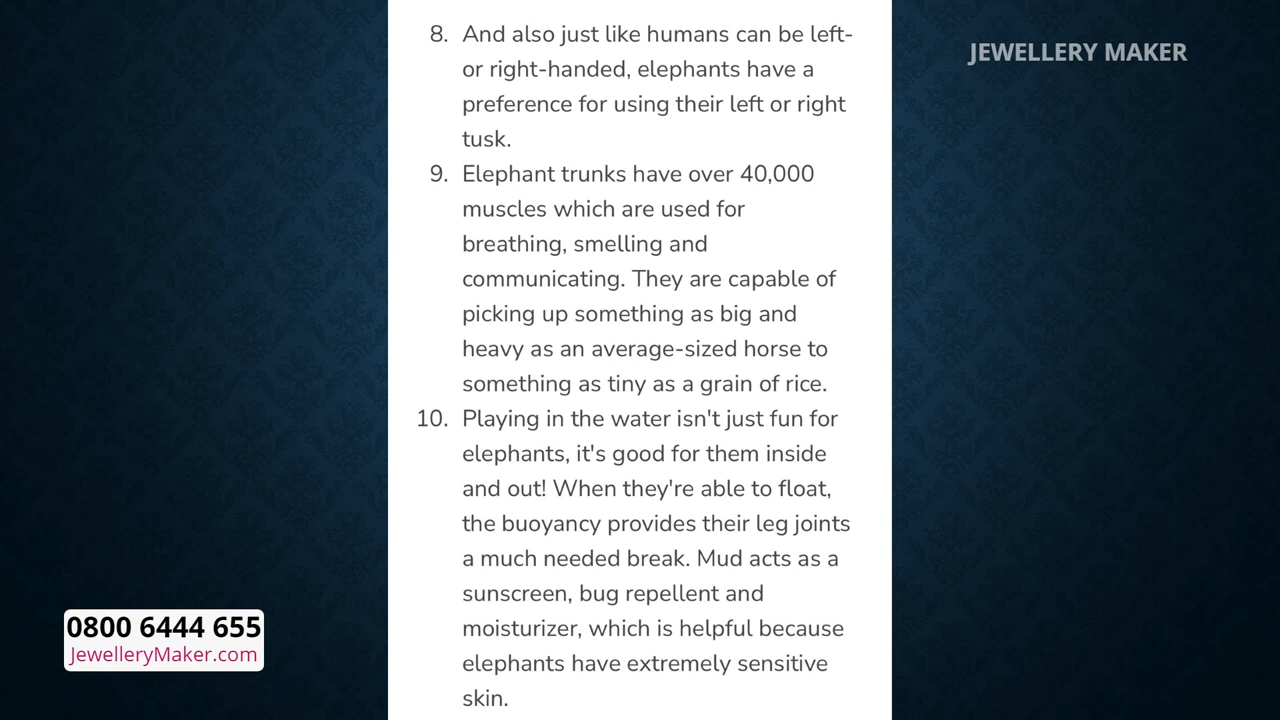 JEWELLERY MAKER
8. And also just like humans can be left-
or right-handed, elephants have a
preference for using their left or right
tusk.
9. Elephant trunks have over 40,000
muscles which are used for
breathing, smelling and
communicating. They are capable of
picking up something as big and
heavy as an average-sized horse to
something as tiny as a grain of rice.
10. Playing in the water isn't just fun for
elephants, it's good for them inside
and out! When they're able to float,
the buoyancy provides their leg joints
a much needed break. Mud acts as a
sunscreen, bug repellent and
moisturizer, which is helpful because
elephants have extremely sensitive
skin.
0800 6444 655
JewelleryMaker.com